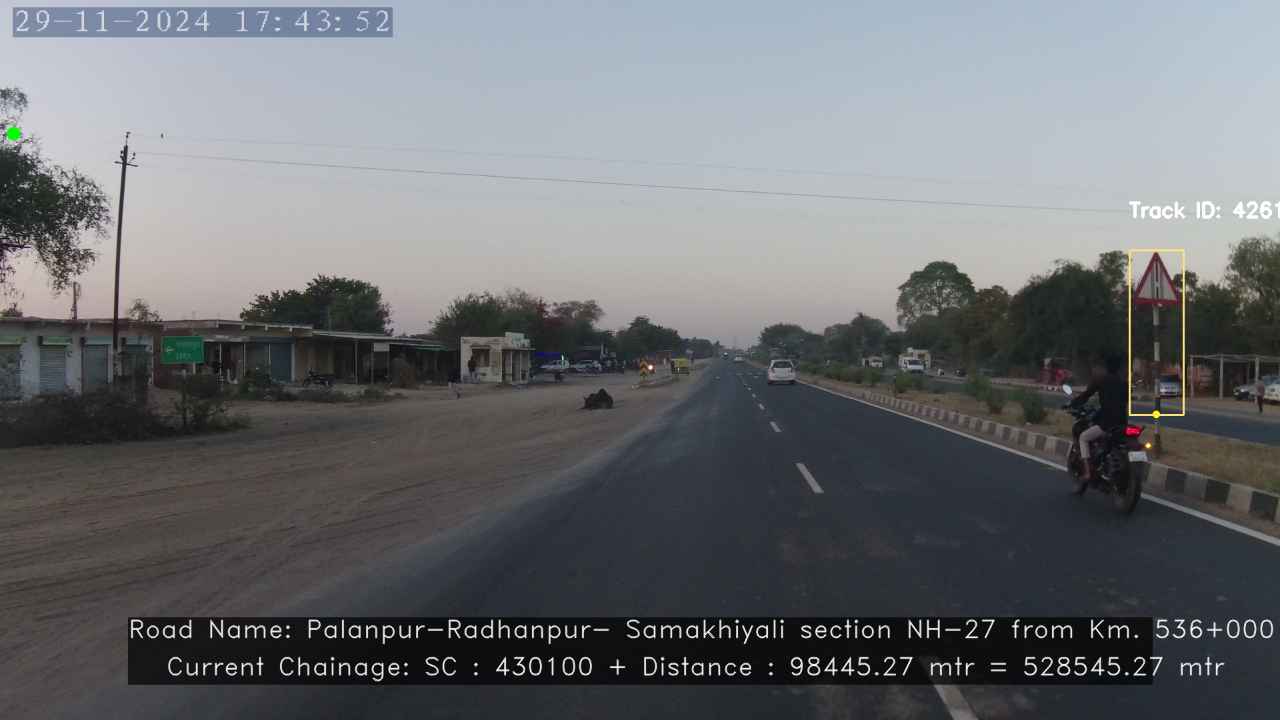 29-11-2024 17:43:52
Track ID: 4261
Road Name: Palanpur-Radhanpur- Samakhiyali section NH-27 from Km. 536+000
Current Chainage: SC : 430100 + Distance : 98445.27 mtr = 528545.27 mtr